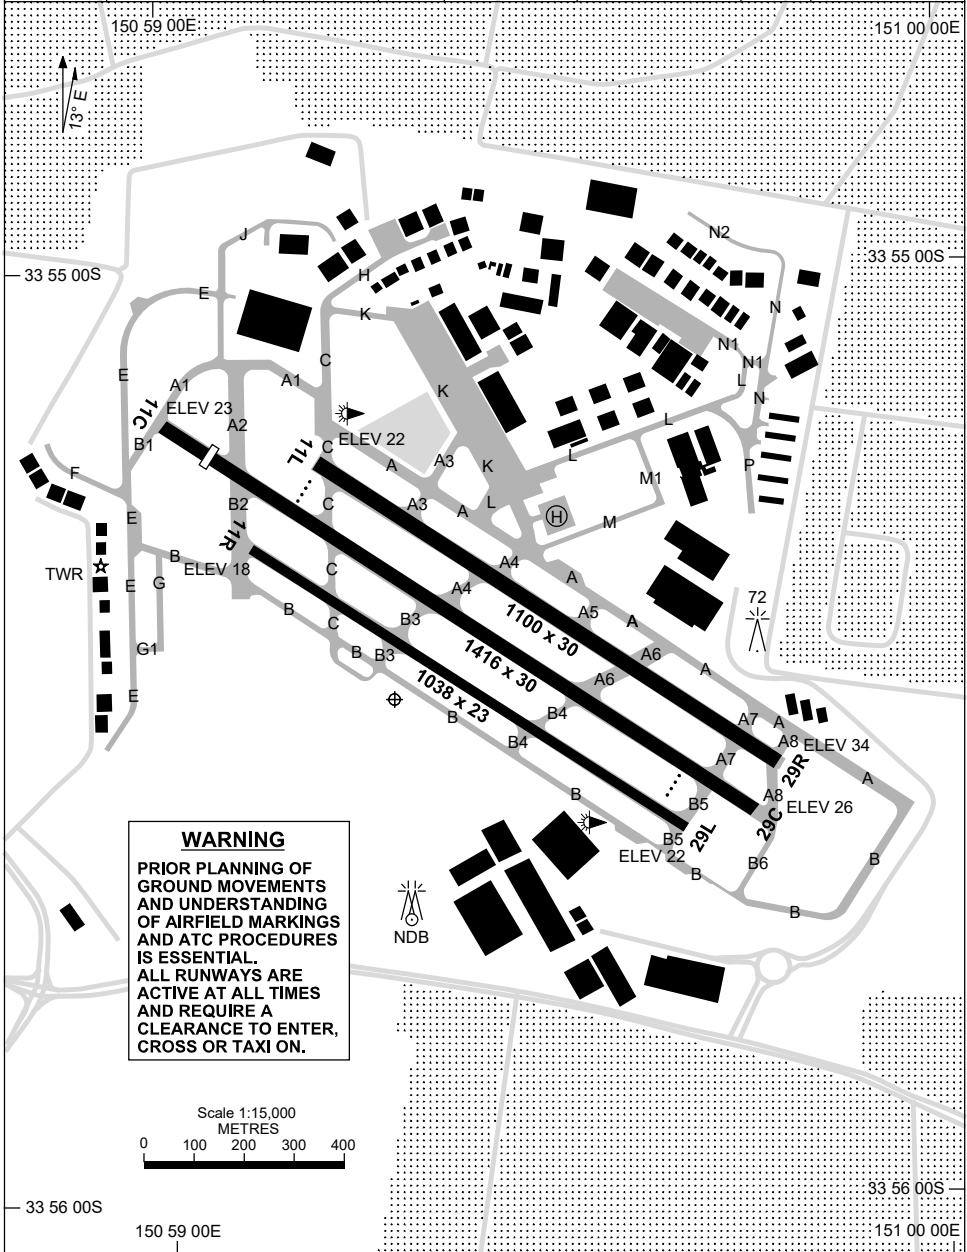 150 59 00E
151 00 00E
13° E
N2
J
33 55 00S
33 55 00S
H
E
N
K
C
N1
N1
E
A1
A1
L
K
N
11C
ELEV 23
A2
L
ELEV 22
B1
11L
C
A
A3
K
L
P
F
M1
B2
C
A3
L
A
H
M
E
11R
B
ELEV 18
TWR
C
A4
A
E
G
A4
72
B
C
B3
A5
A
1100 x 30
G1
B
B3
1416 x 30
A6
A
E
A6
1038 x 23
B
B4
A7
A
B4
A8
ELEV 34
A7
29R
A
B
A8
B5
ELEV 26
29C
B5
29L
ELEV 22
B6
B
B
B
NDB
WARNING
PRIOR PLANNING OF
GROUND MOVEMENTS
AND UNDERSTANDING
OF AIRFIELD MARKINGS
AND ATC PROCEDURES
IS ESSENTIAL.
ALL RUNWAYS ARE
ACTIVE AT ALL TIMES
AND REQUIRE A
CLEARANCE TO ENTER,
CROSS OR TAXI ON.
Scale 1:15,000
METRES
0 100 200 300 400
33 56 00S
33 56 00S
150 59 00E
151 00 00E